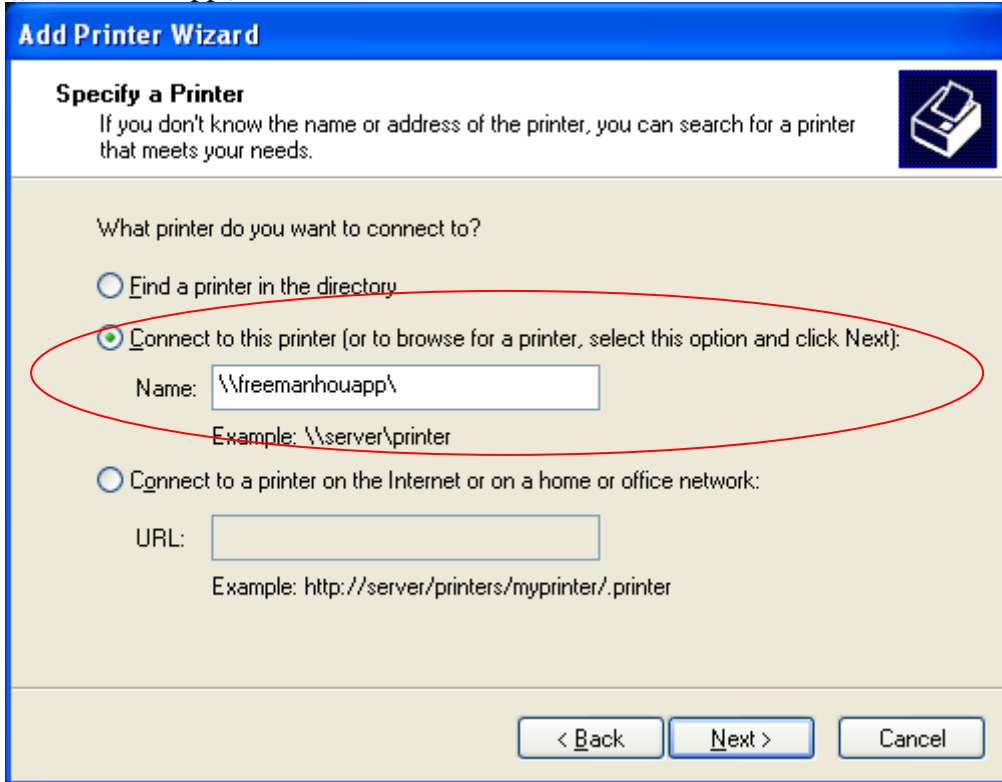 Add Printer Wizard
Specify a Printer
If you don't know the name or address of the printer, you can search for a printer
that meets your needs.
What printer do you want to connect to?
Find a printer in the directory
Connect to this printer (or to browse for a printer, select this option and click Next):
Name: \\freemanhouapp\
Example: \\server\printer
Connect to a printer on the Internet or on a home or office network:
URL:
Example: http://server/printers/myprinter/.printer
< Back Next > Cancel